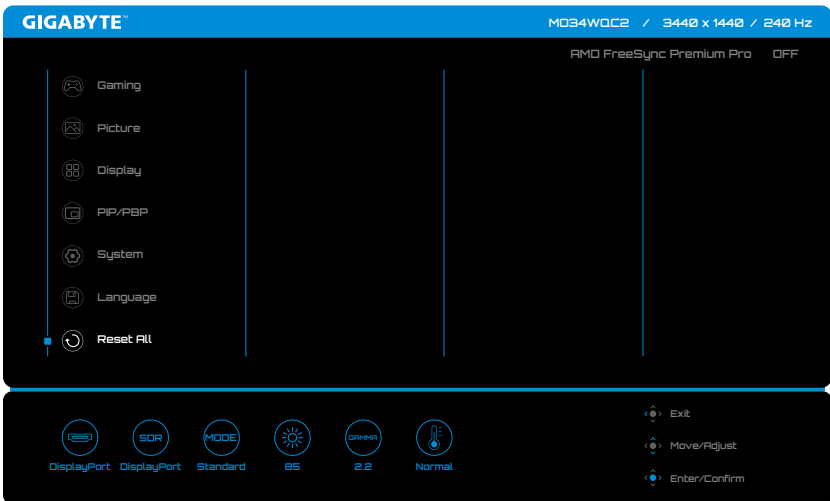 GIGABYTE™
MO34WQC2 / 3440 x 1440 / 240 Hz
AMD FreeSync Premium Pro OFF
Gaming
Picture
Display
PIP/PBP
System
Language
Reset All
SDR MODE GAMMA
DisplayPort DisplayPort Standard 85 2.2 Normal
Exit
Move/Adjust
Enter/Confirm